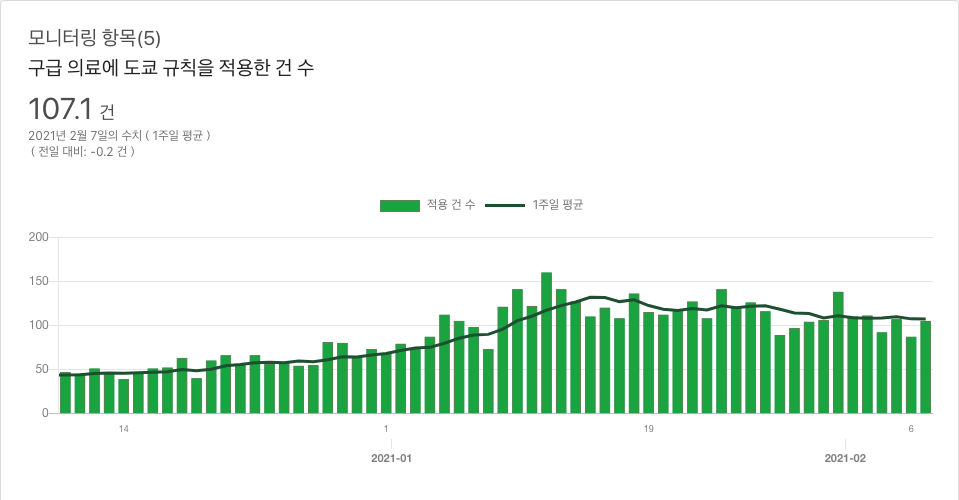 모니터링 항목(5)
구급 의료에 도쿄 규칙을 적용한 건 수
107.1 건
2021년 2월 7일의 수치 ( 1주일 평균 )
( 전일 대비: -0.2 건 )
적용 건 수 1주일 평균
200
150
100
50
0
14 1 19 6
2021-01 2021-02